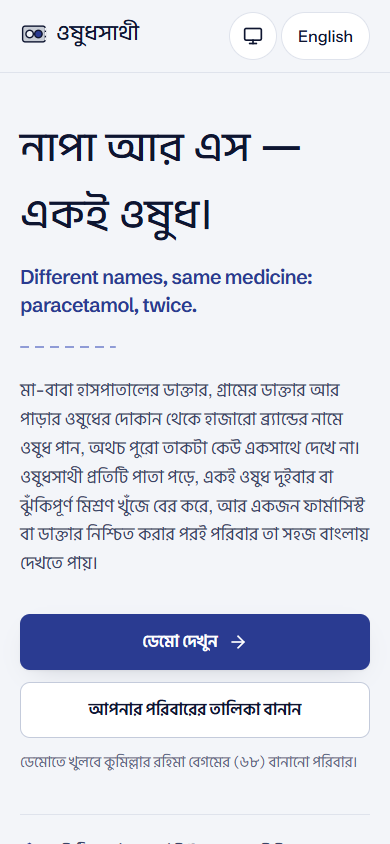 ওষুধসাথী
English
নাপা আর এস —
একই ওষুধ।
Different names, same medicine:
paracetamol, twice.
মা-বাবা হাসপাতালের ডাক্তার, গ্রামের ডাক্তার আর
পাড়ার ওষুধের দোকান থেকে হাজারো ব্র্যান্ডের নামে
ওষুধ পান, অথচ পুরো তাকটা কেউ একসাথে দেখে না।
ওষুধসাথী প্রতিটি পাতা পড়ে, একই ওষুধ দুইবার বা
ঝুঁকিপূর্ণ মিশ্রণ খুঁজে বের করে, আর একজন ফার্মাসিস্ট
বা ডাক্তার নিশ্চিত করার পরই পরিবার তা সহজ বাংলায়
দেখতে পায়।
ডেমো দেখুন
আপনার পরিবারের তালিকা বানান
ডেমোতে খুলবে কুমিল্লার রহিমা বেগমের (৬৮) বানানো পরিবার।